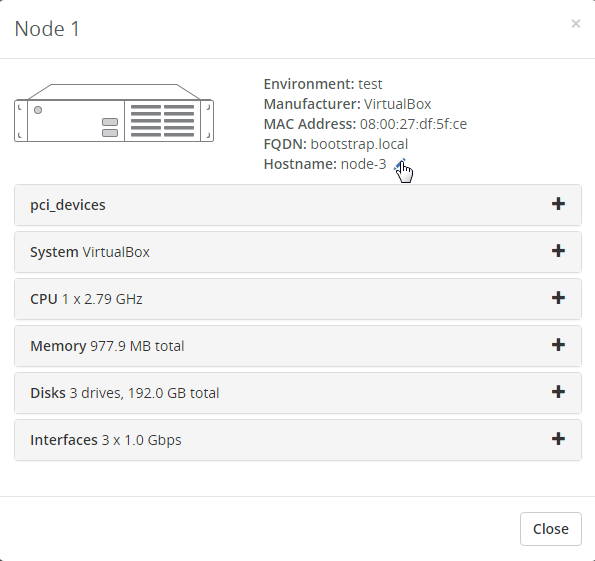 Node 1
×
Environment: test
Manufacturer: VirtualBox
MAC Address: 08:00:27:df:5f:ce
FQDN: bootstrap.local
Hostname: node-3
pci_devices
System VirtualBox
CPU 1 x 2.79 GHz
Memory 977.9 MB total
Disks 3 drives, 192.0 GB total
Interfaces 3 x 1.0 Gbps
Close